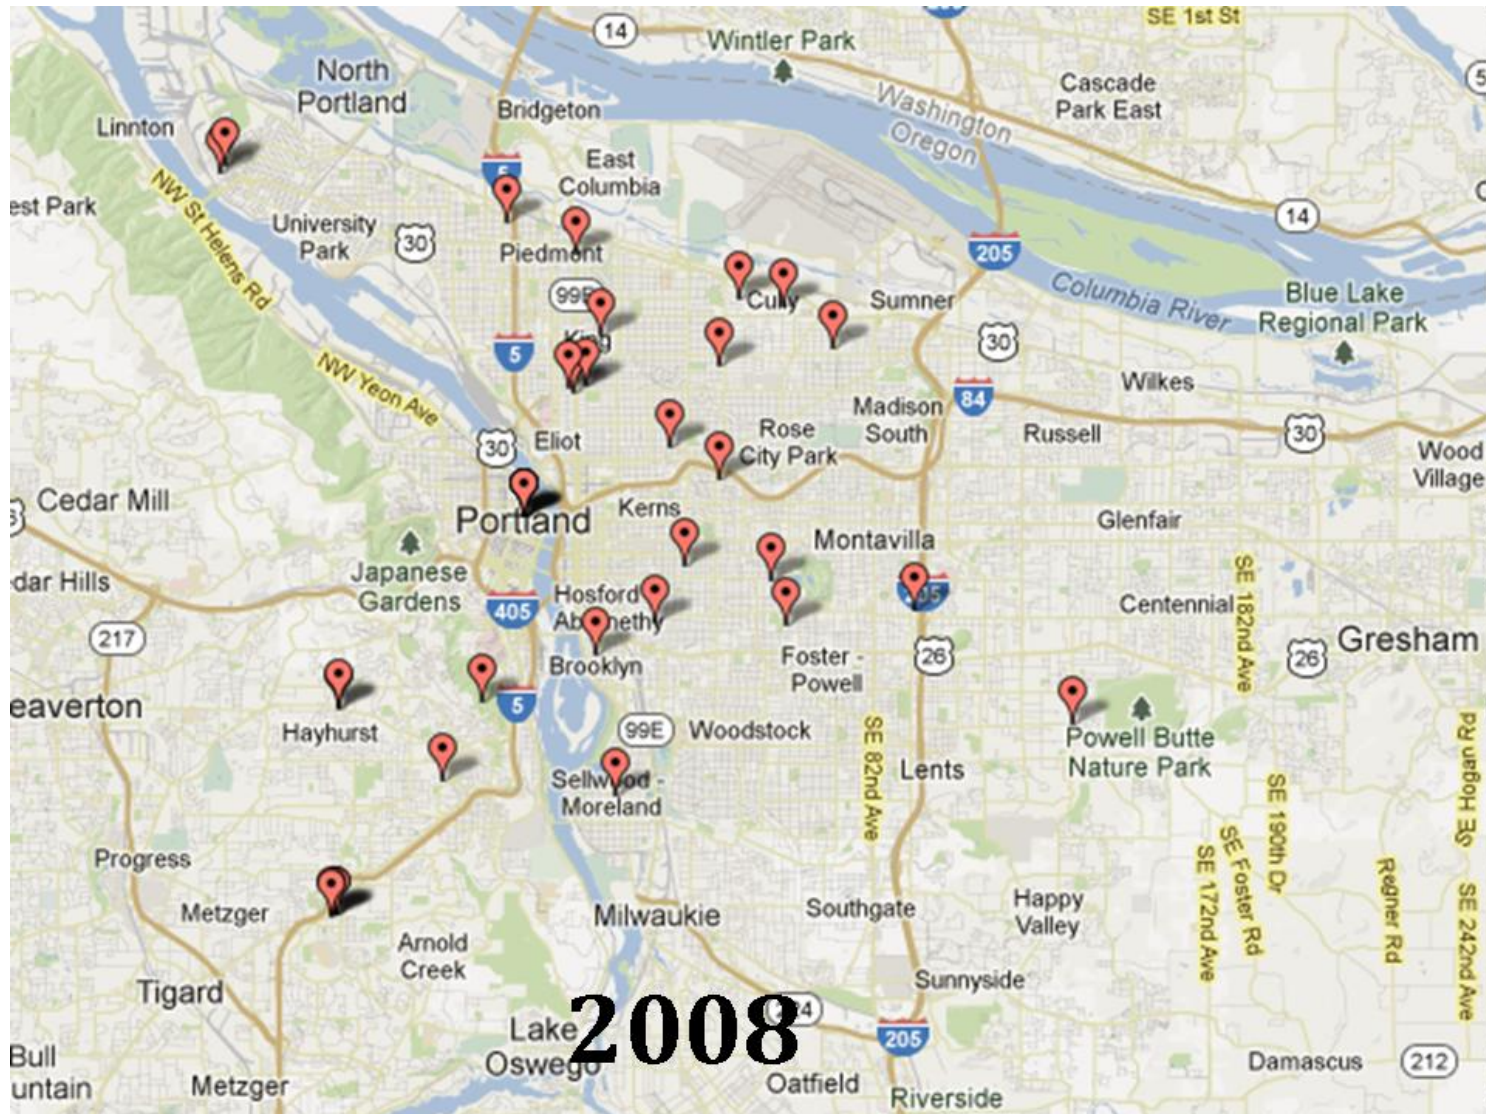 SE 1st St
14
Wintler Park
North
Portland
Cascade
Park East
Bridgeton
Linnton
Washington
Oregon
5
East
Columbia
est Park
University
Park
30
14
Piedmont
205
99E
Cully
Sumner
Columbia River
Blue Lake
Regional Park
NW St Helens Rd
King
5
30
NW Yeon Ave
Wilkes
84
Madison
South
Rose
City Park
Russell
30
Eliot
30
Wood
Village
Cedar Mill
Kerns
Portland
Glenfair
Montavilla
Japanese
Gardens
dar Hills
405
Hosford
Abernethy
205
Centennial
SE 182nd Ave
217
Brooklyn
Foster -
Powell
26
26
Gresham
eaverton
Hayhurst
5
99E
Woodstock
SE 82nd Ave
Powell Butte
Nature Park
SE Hogan Rd
Lents
Sellwood -
Moreland
SE 190th Dr
Progress
SE Foster Rd
SE 172nd Ave
Regner Rd
SE 242nd Ave
Metzger
Milwaukie
Southgate
Happy
Valley
Arnold
Creek
Tigard
Sunnyside
2008
224
Lake
Oswego
205
Bull
untain
Metzger
Oatfield
Damascus
212
Riverside